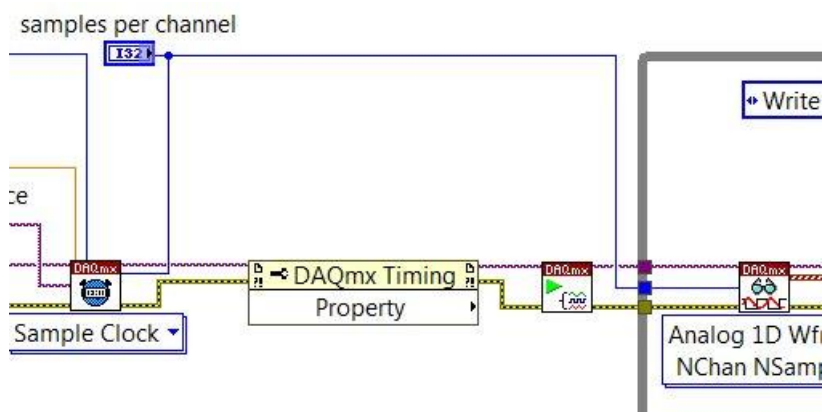 samples per channel
I32
Write
ce
DAQmx
DAQmx Timing
Property
DAQmx
DAQmx
Sample Clock
Analog 1D Wf
NChan NSamp